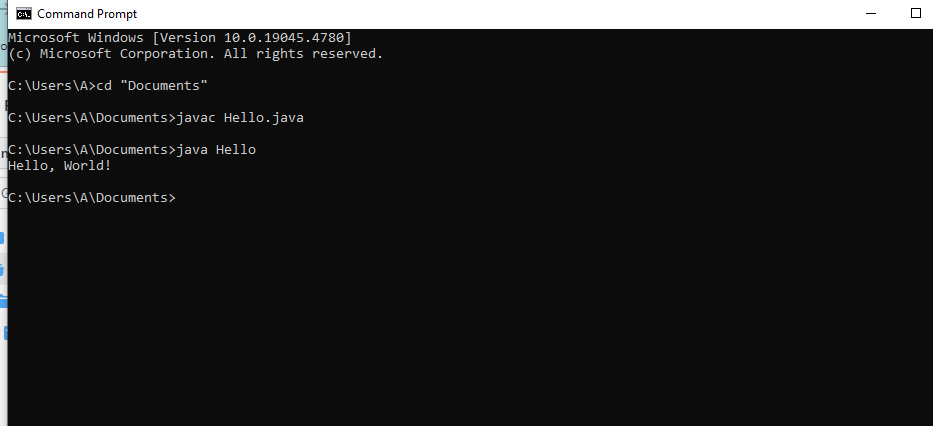 Command Prompt
Microsoft Windows [Version 10.0.19045.4780]
(c) Microsoft Corporation. All rights reserved.
C:\Users\A>cd "Documents"
C:\Users\A\Documents>javac Hello.java
C:\Users\A\Documents>java Hello
Hello, World!
C:\Users\A\Documents>